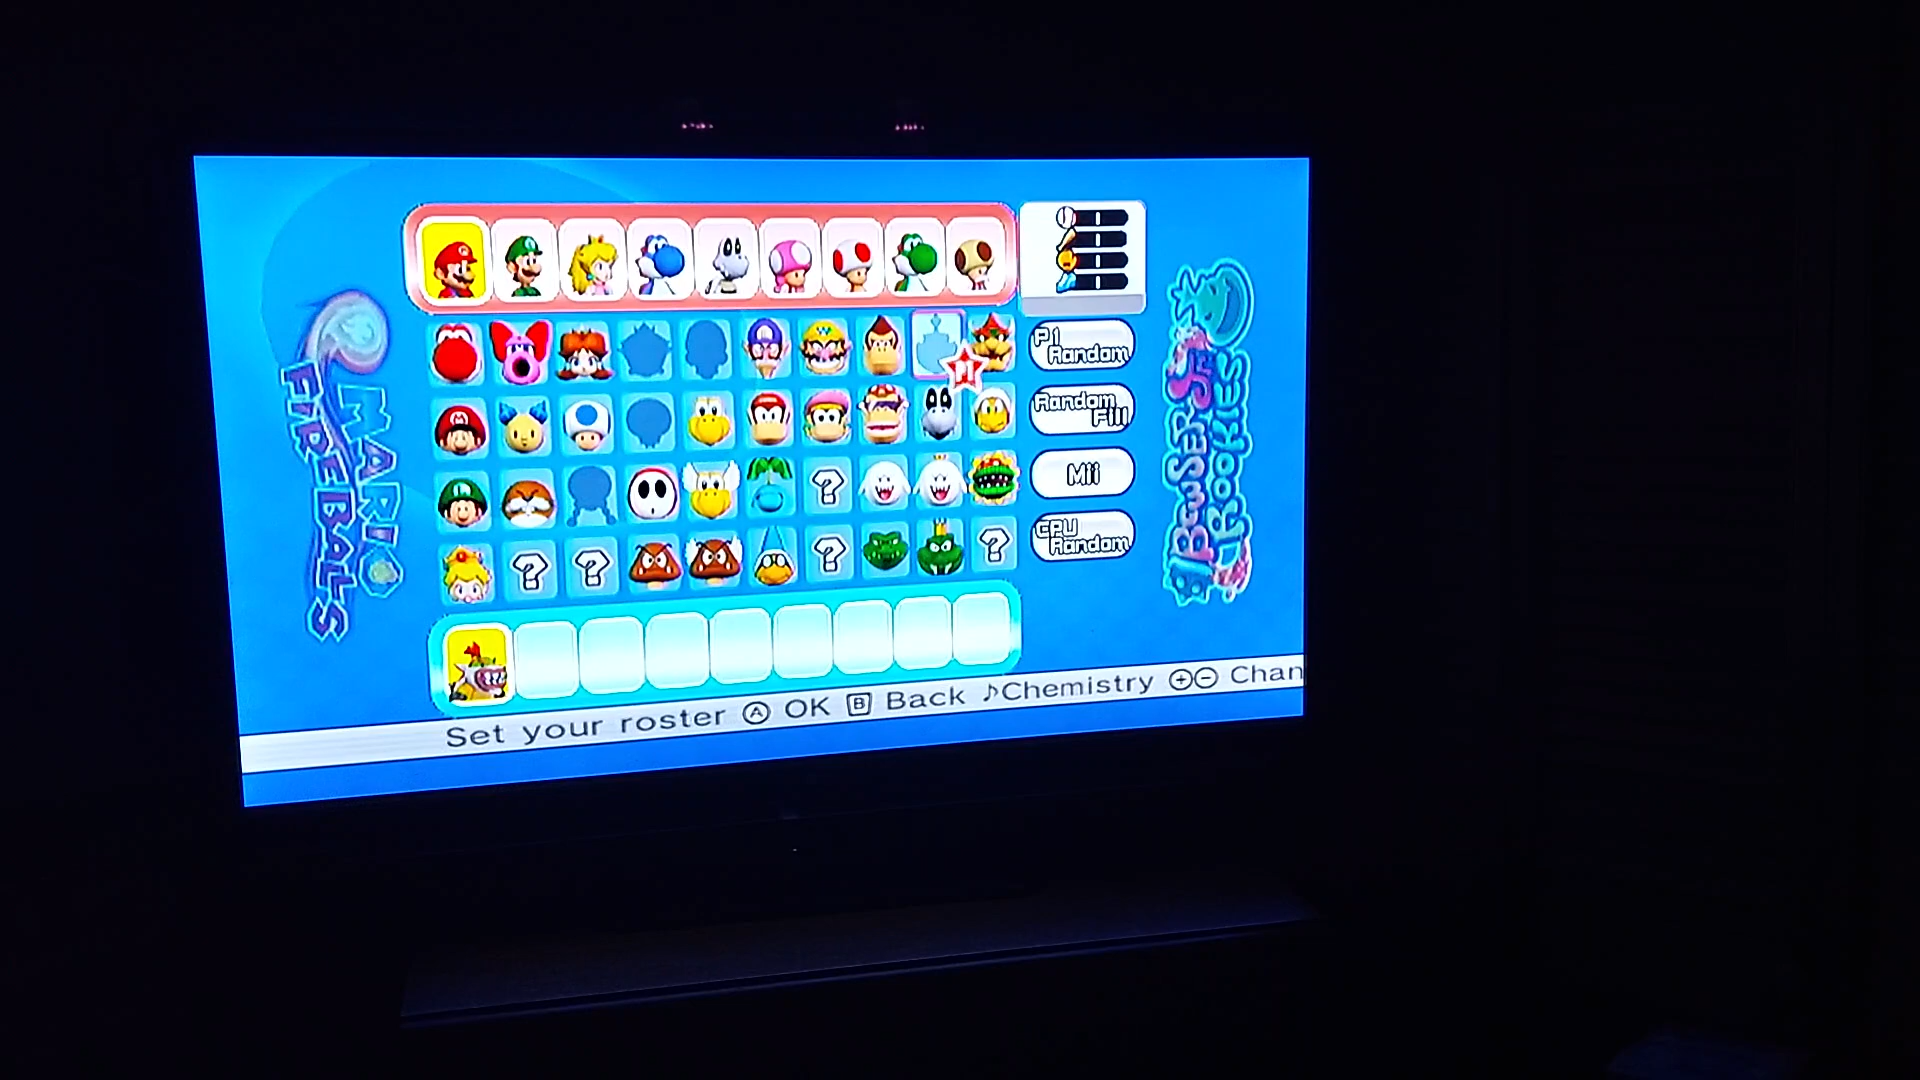 MARIO
FIREBALLS
P1
P1
Random
Random
Fill
Mii
CPU
Random
BOWSER JR
ROOKIES
?
? ? ? ?
Set your roster Ⓐ OK B Back ♪Chemistry ⊕⊖ Chan